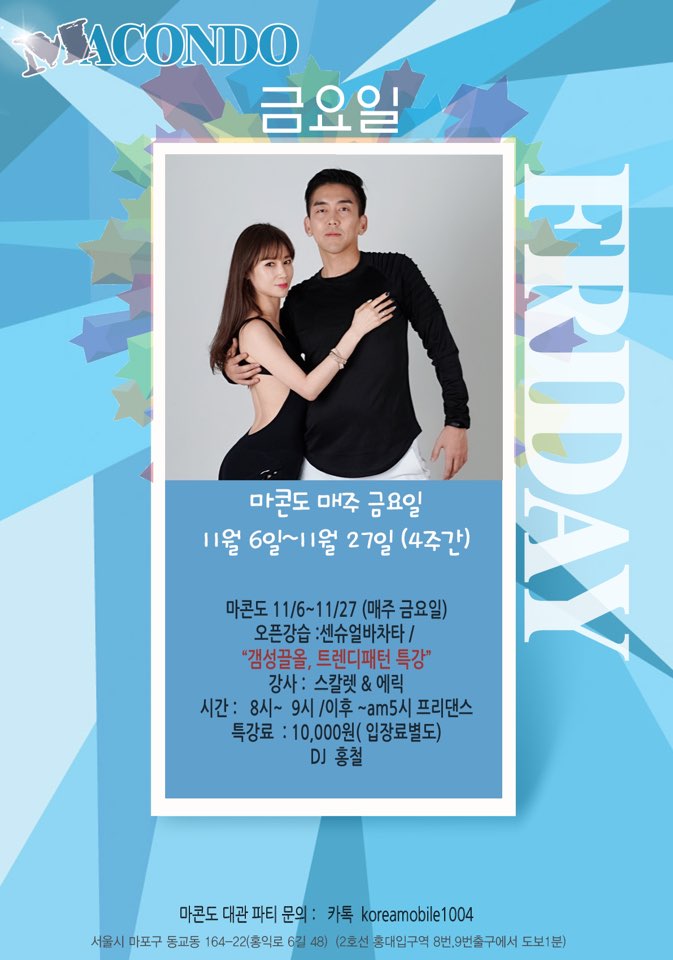 MACONDO
금요일
FRIDAY
마콘도 매주 금요일
11월 6일~11월 27일 (4주간)
마콘도 11/6~11/27 (매주 금요일)
오픈강습 :센슈얼바차타 /
“갬성끌올, 트렌디패턴 특강”
강사 : 스칼렛 & 에릭
시간 : 8시~ 9시 /이후 ~am5시 프리댄스
특강료 : 10,000원( 입장료별도)
DJ 홍철
마콘도 대관 파티 문의 : 카톡 koreamobile1004
서울시 마포구 동교동 164-22(홍익로 6길 48) (2호선 홍대입구역 8번,9번출구에서 도보1분)